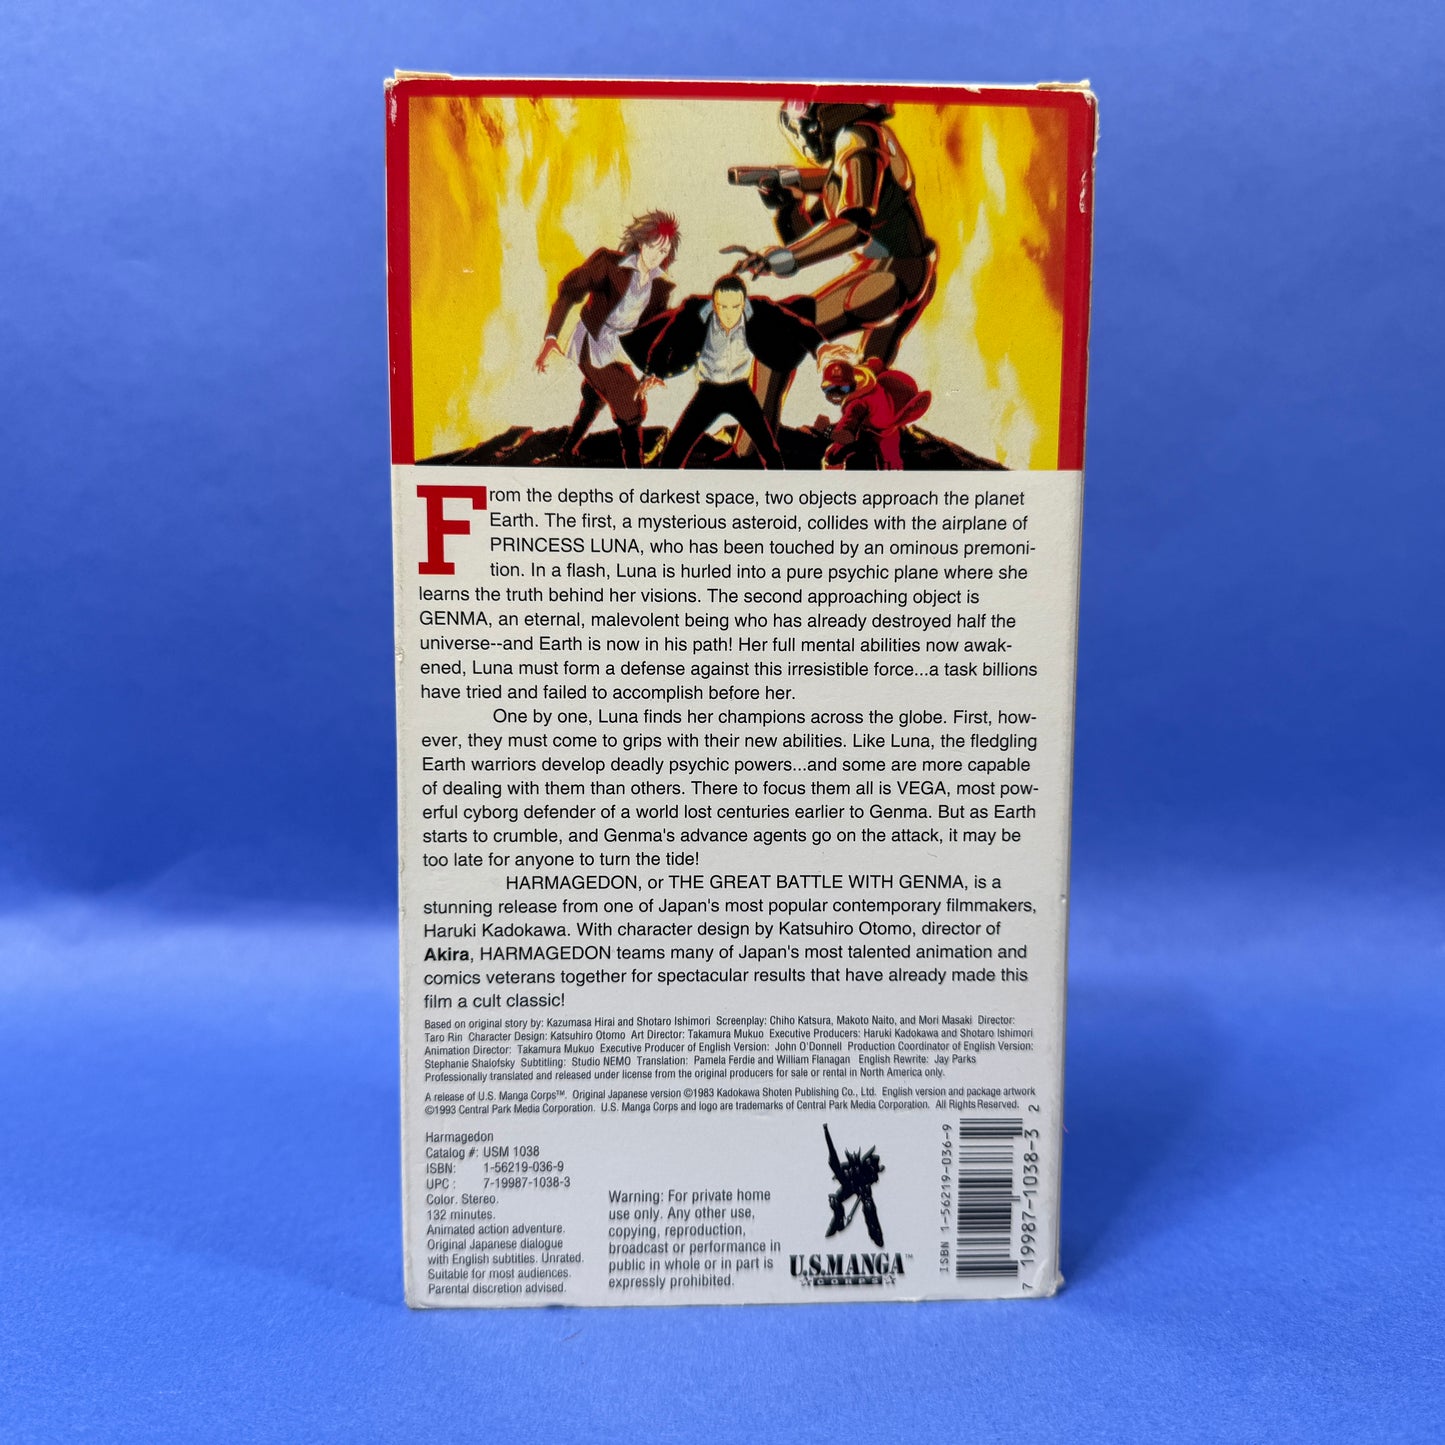 From the depths of darkest space, two objects approach the planet
Earth. The first, a mysterious asteroid, collides with the airplane of
PRINCESS LUNA, who has been touched by an ominous premoni-
tion. In a flash, Luna is hurled into a pure psychic plane where she
learns the truth behind her visions. The second approaching object is
GENMA, an eternal, malevolent being who has already destroyed half the
universe--and Earth is now in his path! Her full mental abilities now awak-
ened, Luna must form a defense against this irresistible force...a task billions
have tried and failed to accomplish before her.
One by one, Luna finds her champions across the globe. First, how-
ever, they must come to grips with their new abilities. Like Luna, the fledgling
Earth warriors develop deadly psychic powers...and some are more capable
of dealing with them than others. There to focus them all is VEGA, most pow-
erful cyborg defender of a world lost centuries earlier to Genma. But as Earth
starts to crumble, and Genma's advance agents go on the attack, it may be
too late for anyone to turn the tide!
HARMAGEDON, or THE GREAT BATTLE WITH GENMA, is a
stunning release from one of Japan's most popular contemporary filmmakers,
Haruki Kadokawa. With character design by Katsuhiro Otomo, director of
Akira, HARMAGEDON teams many of Japan's most talented animation and
comics veterans together for spectacular results that have already made this
film a cult classic!
Based on original story by: Kazumasa Hirai and Shotaro Ishimori Screenplay: Chiho Katsura, Makoto Naito, and Mori Masaki Director:
Taro Rin Character Design: Katsuhiro Otomo Art Director: Takamura Mukuo Executive Producers: Haruki Kadokawa and Shotaro Ishimori
Animation Director: Takamura Mukuo Executive Producer of English Version: John O'Donnell Production Coordinator of English Version:
Stephanie Shalofsky Subtitling: Studio NEMO Translation: Pamela Ferdie and William Flanagan English Rewrite: Jay Parks
Professionally translated and released under license from the original producers for sale or rental in North America only.
A release of U.S. Manga Corps™. Original Japanese version ©1983 Kadokawa Shoten Publishing Co., Ltd. English version and package artwork
©1993 Central Park Media Corporation. U.S. Manga Corps and logo are trademarks of Central Park Media Corporation. All Rights Reserved.
Harmagedon
Catalog #: USM 1038
ISBN: 1-56219-036-9
UPC : 7-19987-1038-3
Color. Stereo.
132 minutes.
Animated action adventure.
Original Japanese dialogue
with English subtitles. Unrated.
Suitable for most audiences.
Parental discretion advised.
Warning: For private home
use only. Any other use,
copying, reproduction,
broadcast or performance in
public in whole or in part is
expressly prohibited.
U.S.MANGA™
CORPS
ISBN 1-56219-036-9
7 19987-1038-3 2